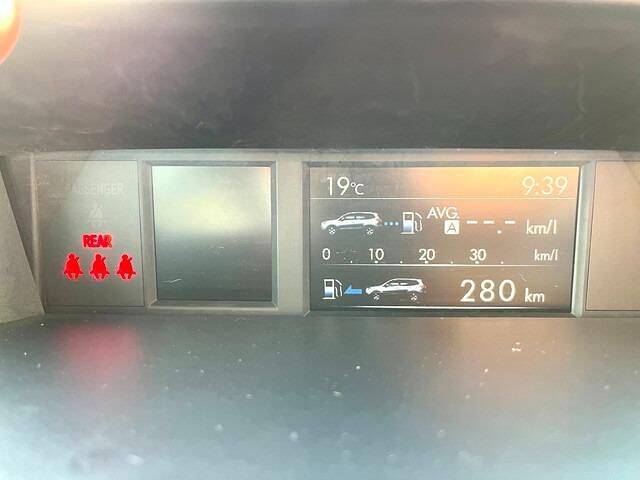 PASSENGER
REAR
19°C 9:39
AVG. A --.- km/l
0 10 20 30 km/l
280 km